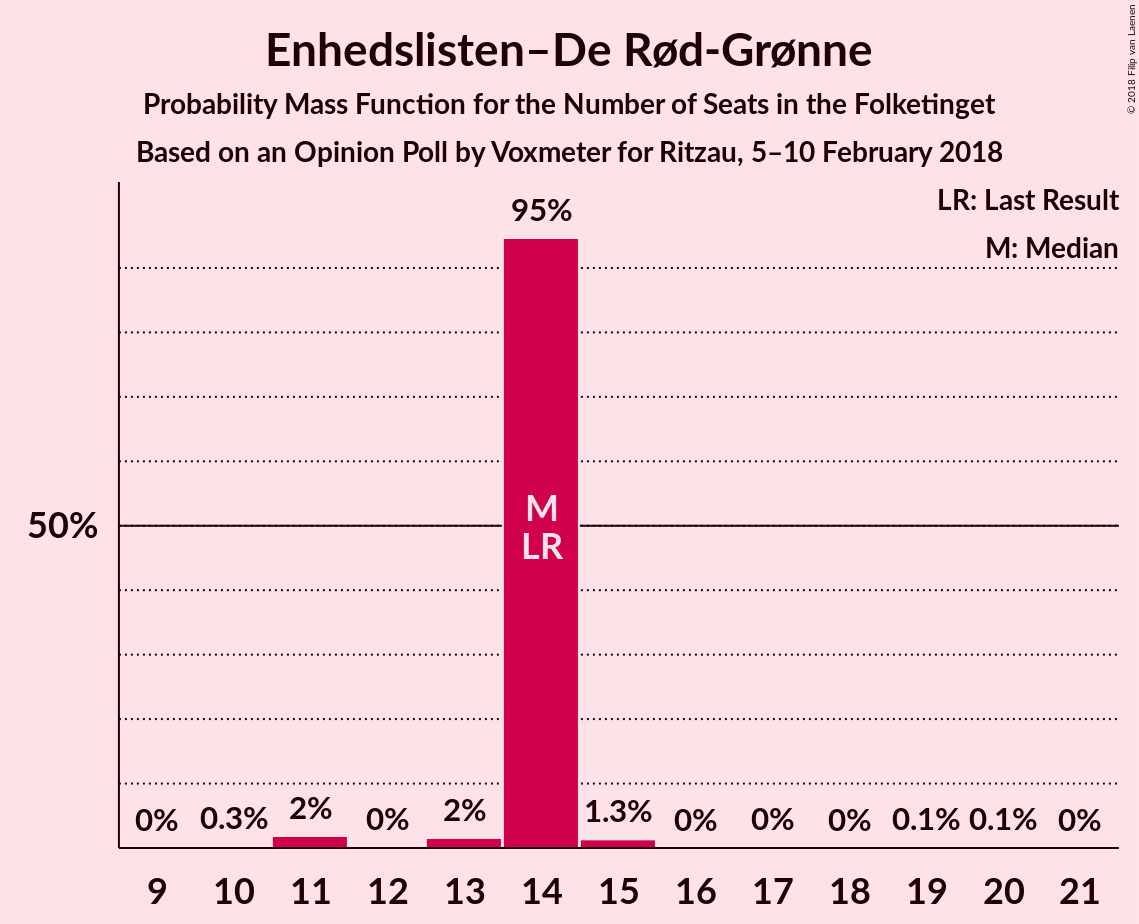 Enhedslisten–De Rød-Grønne
Probability Mass Function for the Number of Seats in the Folketinget
Based on an Opinion Poll by Voxmeter for Ritzau, 5–10 February 2018
© 2018 Filip van Laenen
LR: Last Result
M: Median
95%
M
LR
50%
0% 0.3% 2% 0% 2% 1.3% 0% 0% 0% 0.1% 0.1% 0%
9 10 11 12 13 14 15 16 17 18 19 20 21